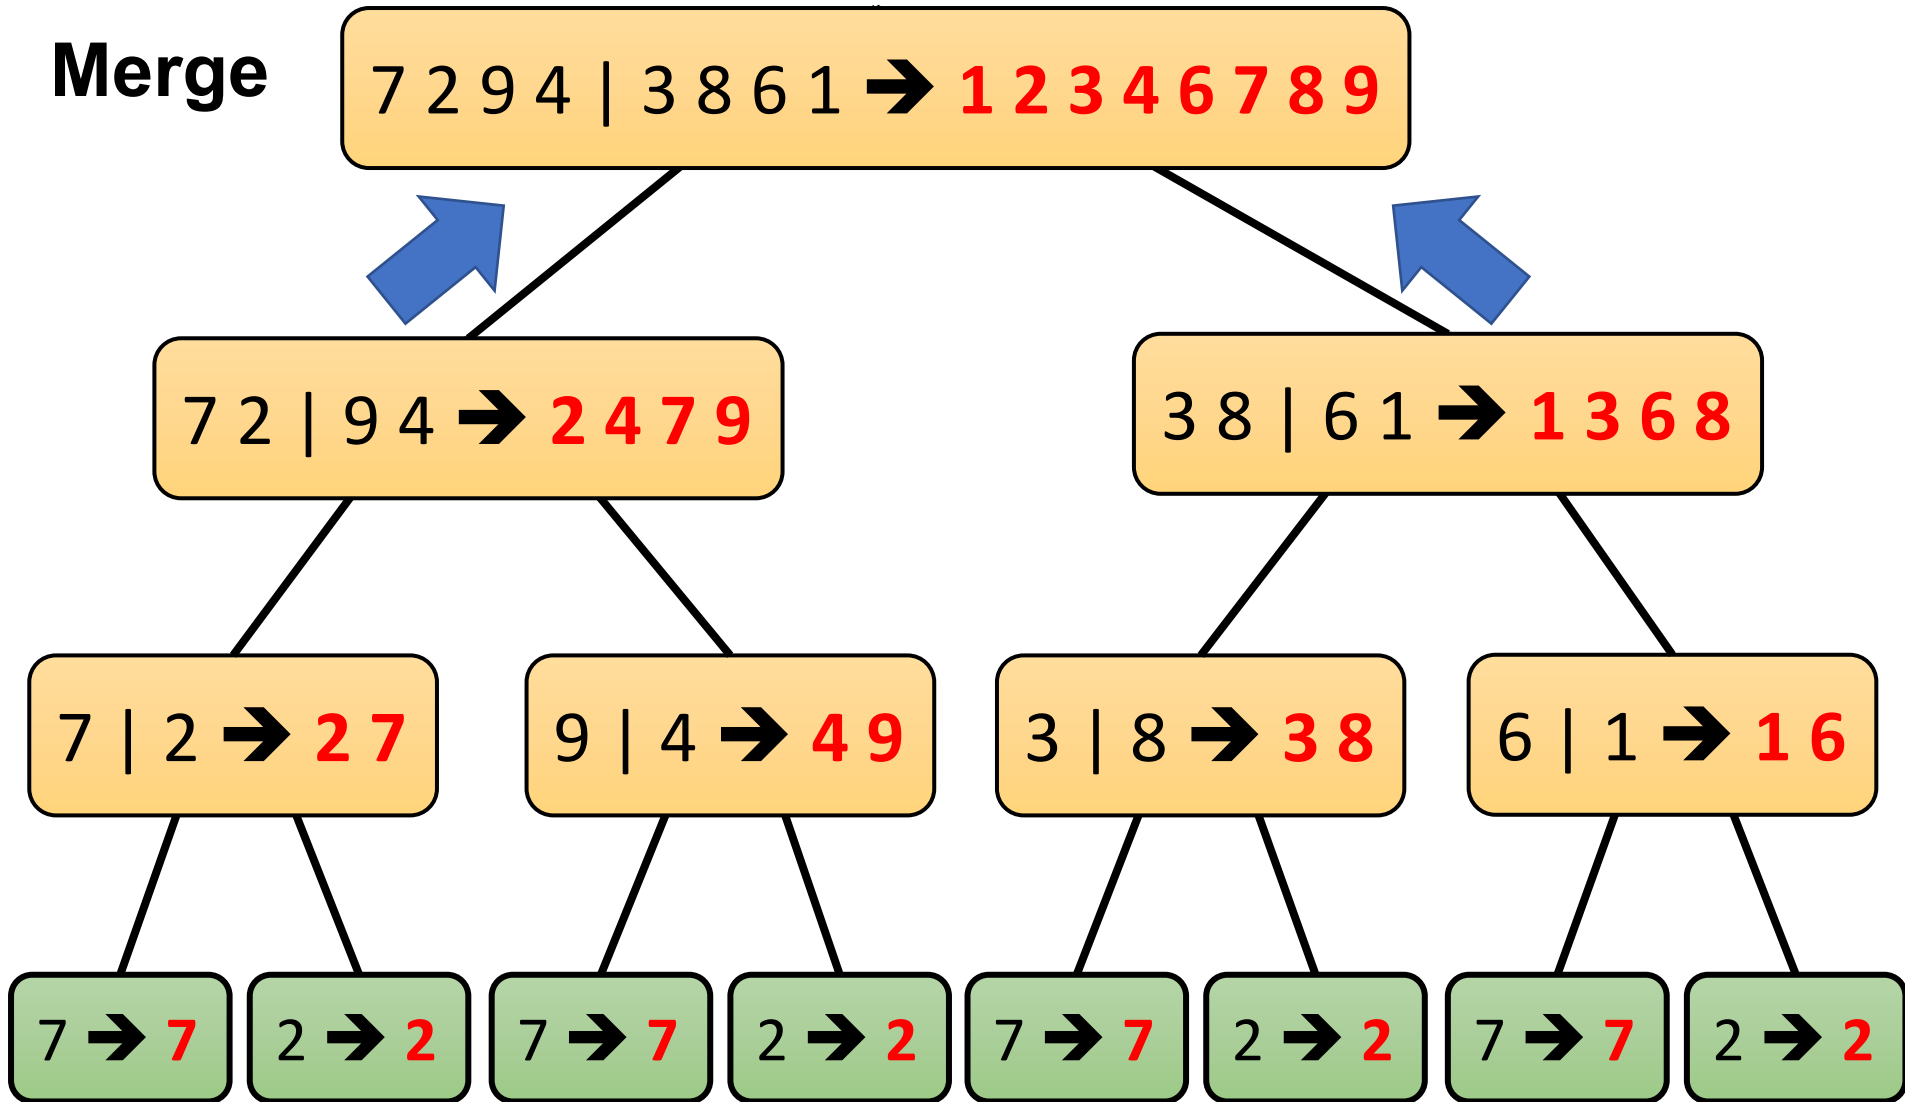 Merge
7 2 9 4 | 3 8 6 1 ➔ 1 2 3 4 6 7 8 9
7 2 | 9 4 ➔ 2 4 7 9
3 8 | 6 1 ➔ 1 3 6 8
7 | 2 ➔ 2 7
9 | 4 ➔ 4 9
3 | 8 ➔ 3 8
6 | 1 ➔ 1 6
7 ➔ 7
2 ➔ 2
7 ➔ 7
2 ➔ 2
7 ➔ 7
2 ➔ 2
7 ➔ 7
2 ➔ 2